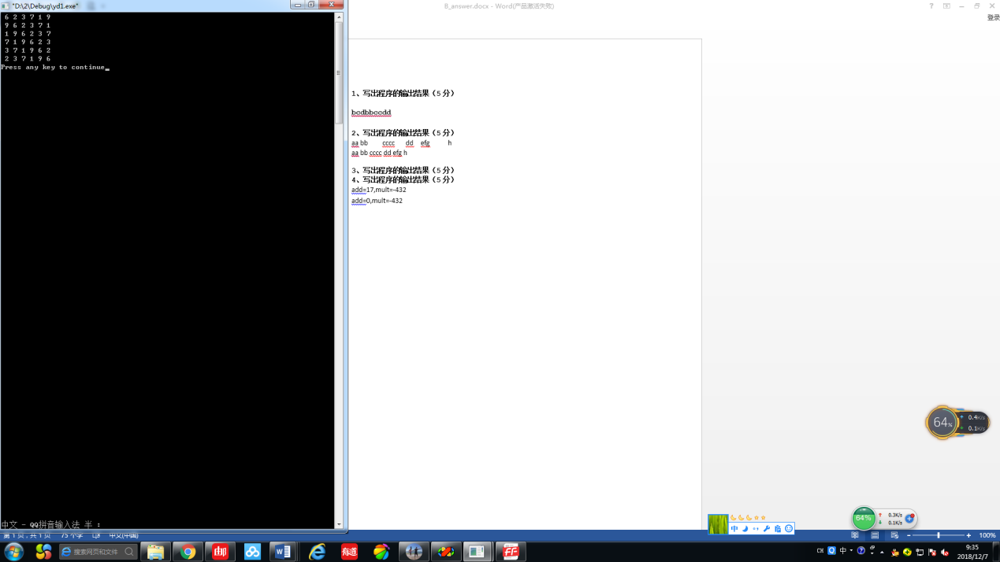 "D:\2\Debug\yd1.exe"
6 2 3 7 1 9
9 6 2 3 7 1
1 9 6 2 3 7
7 1 9 6 2 3
3 7 1 9 6 2
2 3 7 1 9 6
Press any key to continue_
中文 - QQ拼音输入法 半 :
B_answer.docx - Word(产品激活失败)
登录
1、写出程序的输出结果（5 分）
bcdbbccdd
2、写出程序的输出结果（5 分）
aa bb cccc dd efg h
aa bb cccc dd efg h
3、写出程序的输出结果（5 分）
4、写出程序的输出结果（5 分）
add=17,mult=-432
add=0,mult=-432
64%
0.4K/s
0.1K/s
64%
0.3K/s
0.1K/s
中
第 1 页，共 1 页 75 个字 中文(中国)
100%
搜索网页和文件
有道
CH 中
9:35
2018/12/7